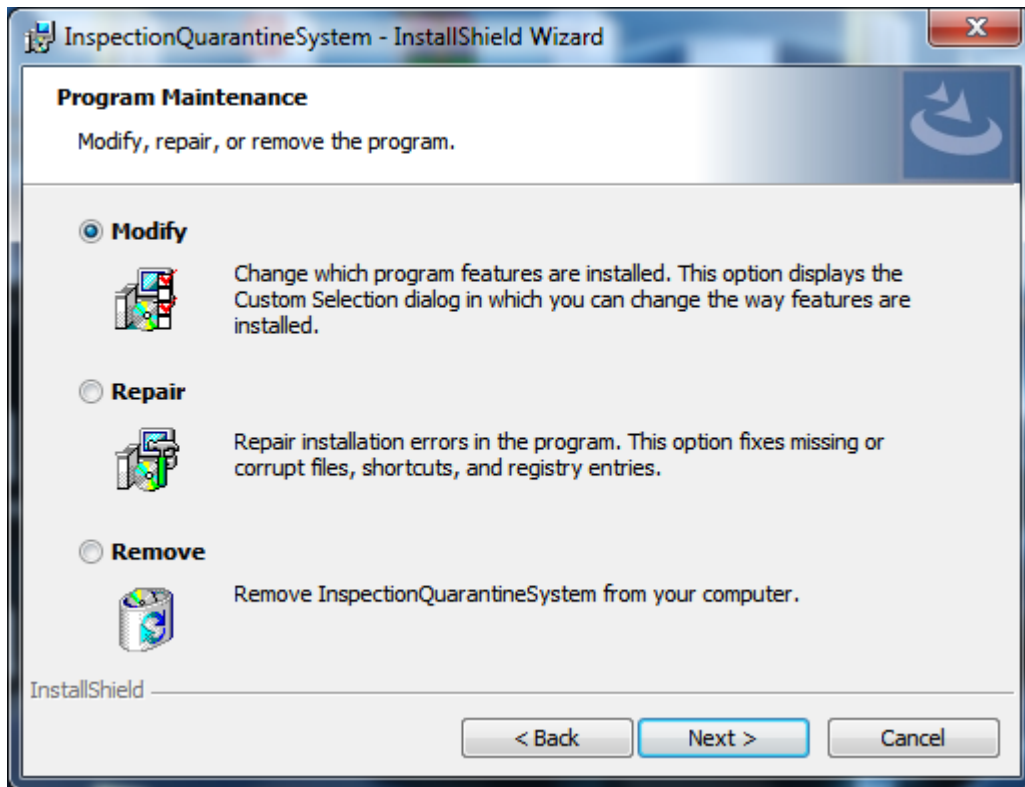 InspectionQuarantineSystem - InstallShield Wizard
Program Maintenance
Modify, repair, or remove the program.
Modify
Change which program features are installed. This option displays the
Custom Selection dialog in which you can change the way features are
installed.
Repair
Repair installation errors in the program. This option fixes missing or
corrupt files, shortcuts, and registry entries.
Remove
Remove InspectionQuarantineSystem from your computer.
InstallShield
< Back Next > Cancel